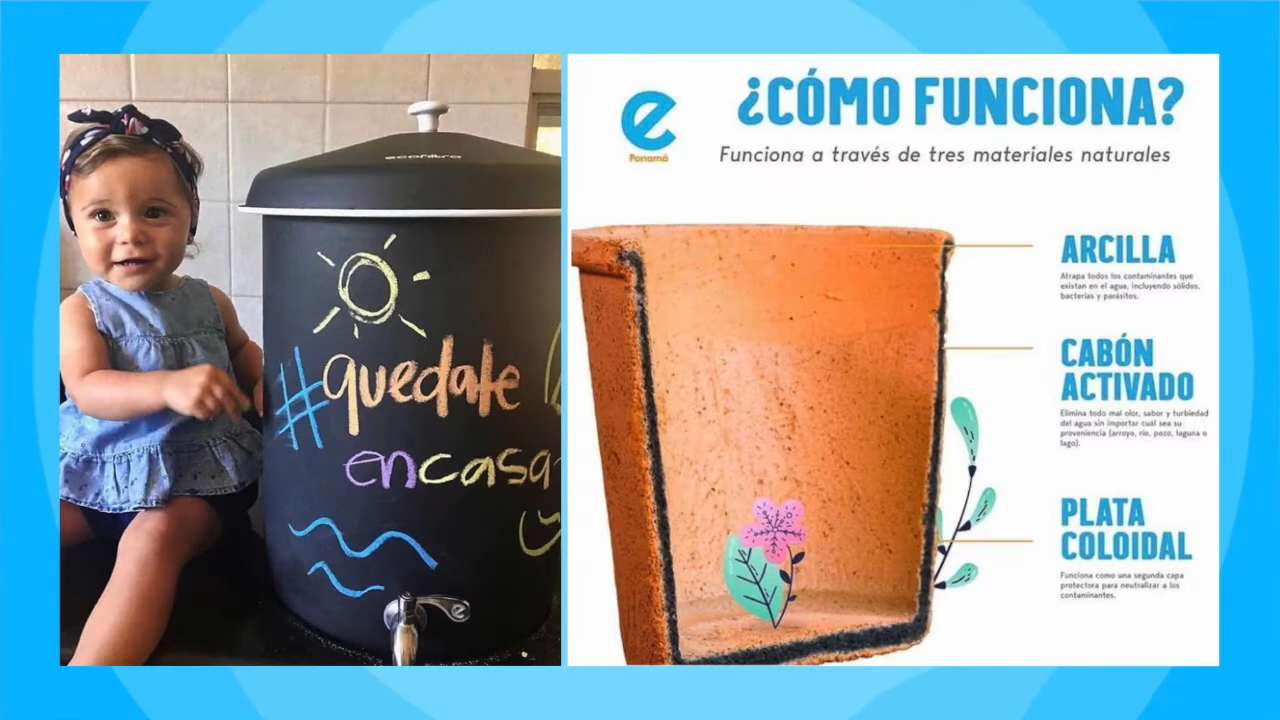 ecofiltro
#quedate
encasa
e
e
Panamá
¿CÓMO FUNCIONA?
Funciona a través de tres materiales naturales
ARCILLA
Atrapa todos los contaminantes que
existan en el agua, incluyendo sólidos,
bacterias y parásitos.
CABÓN
ACTIVADO
Elimina todo mal olor, sabor y turbiedad
del agua sin importar cuál sea su
proveniencia (arroyo, río, pozo, laguna o
lago).
PLATA
COLOIDAL
Funciona como una segunda capa
protectora para neutralizar a los
contaminantes.